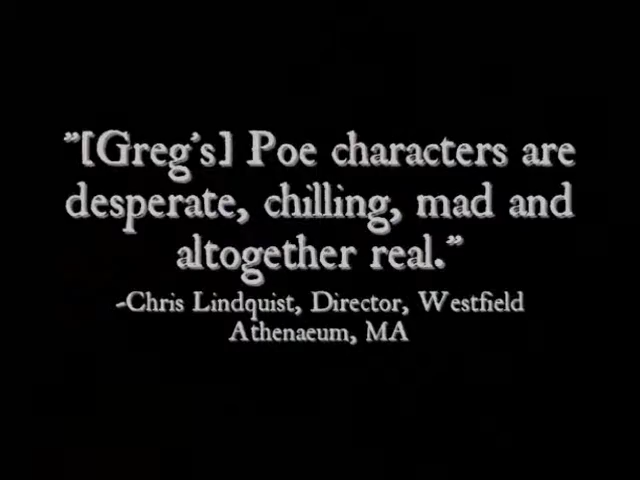 "[Greg's] Poe characters are
desperate, chilling, mad and
altogether real."
-Chris Lindquist, Director, Westfield
Athenaeum, MA